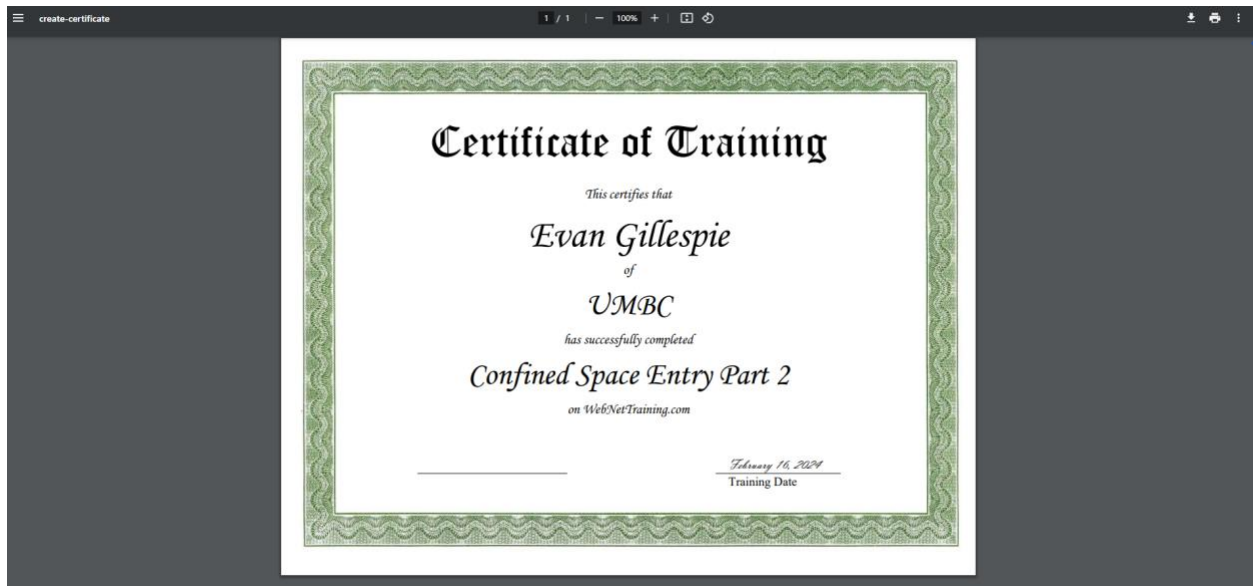 create-certificate
1 / 1
100%
Certificate of Training
This certifies that
Evan Gillespie
of
UMBC
has successfully completed
Confined Space Entry Part 2
on WebNetTraining.com
February 16, 2024
Training Date